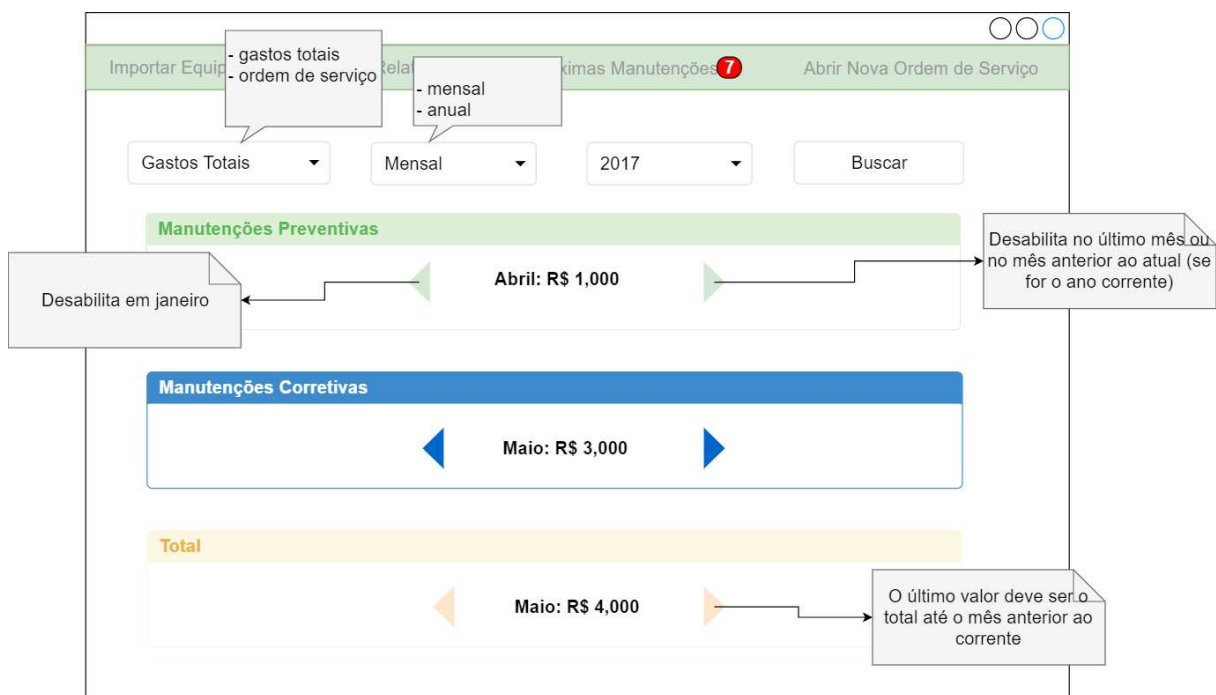 - gastos totais
- ordem de serviço
- mensal
- anual
Importar Equip
Relat
ximas Manutenções 7
Abrir Nova Ordem de Serviço
Gastos Totais
Mensal
2017
Buscar
Manutenções Preventivas
Abril: R$ 1,000
Desabilita em janeiro
Desabilita no último mês ou
no mês anterior ao atual (se
for o ano corrente)
Manutenções Corretivas
Maio: R$ 3,000
Total
Maio: R$ 4,000
O último valor deve ser o
total até o mês anterior ao
corrente